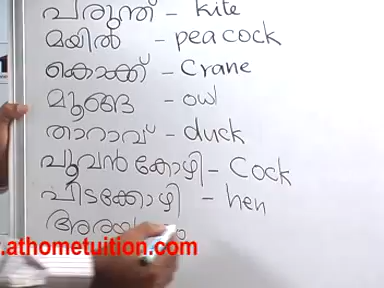 പരുന്ത് - kite
മയിൽ - peacock
കൊക്ക് - Crane
മൂങ്ങ - owl
താറാവ് - duck
പൂവൻകോഴി - Cock
പിടക്കോഴി - hen
.athometuition.com